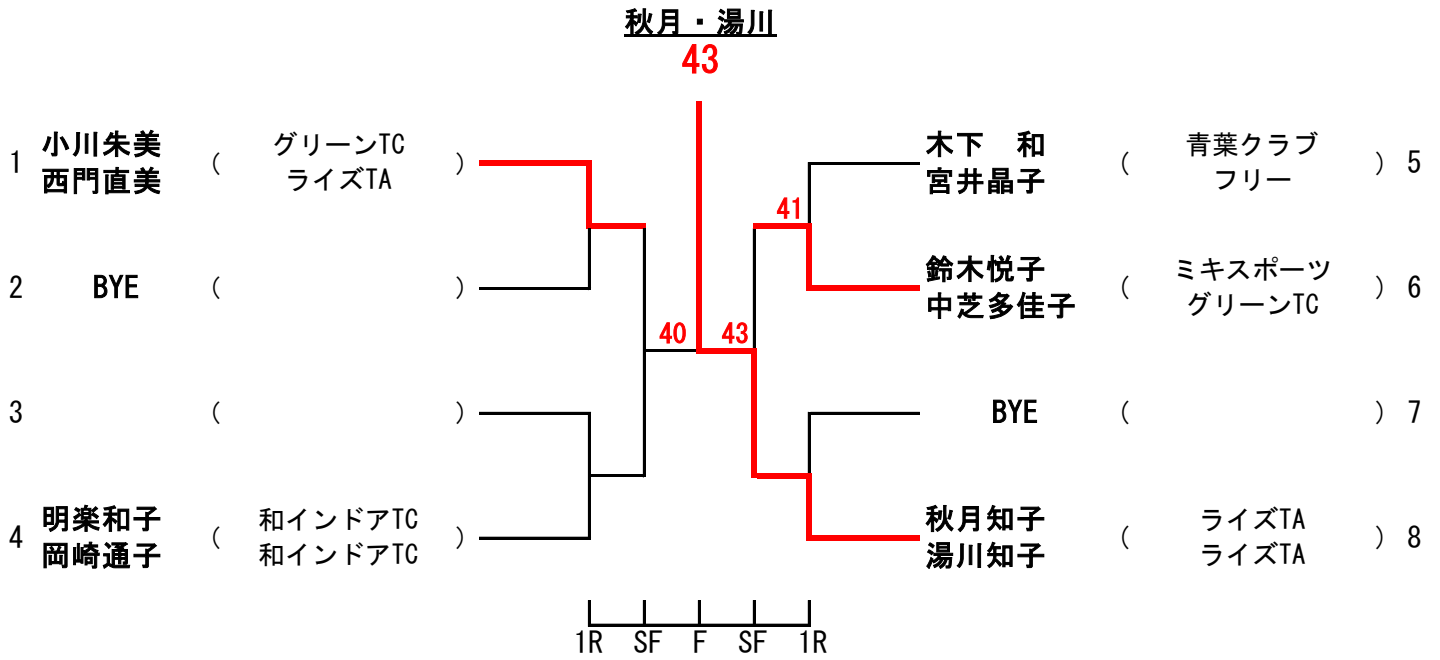 秋月・湯川
43
1 小川朱美 ( グリーンTC )
西門直美 ライズTA
2 BYE ( )
3 ( )
4 明楽和子 ( 和インドアTC )
岡崎通子 和インドアTC
40 43
41
木下　和 ( 青葉クラブ ) 5
宮井晶子 フリー
鈴木悦子 ( ミキスポーツ ) 6
中芝多佳子 グリーンTC
BYE ( ) 7
秋月知子 ( ライズTA ) 8
湯川知子 ライズTA
1R SF F SF 1R